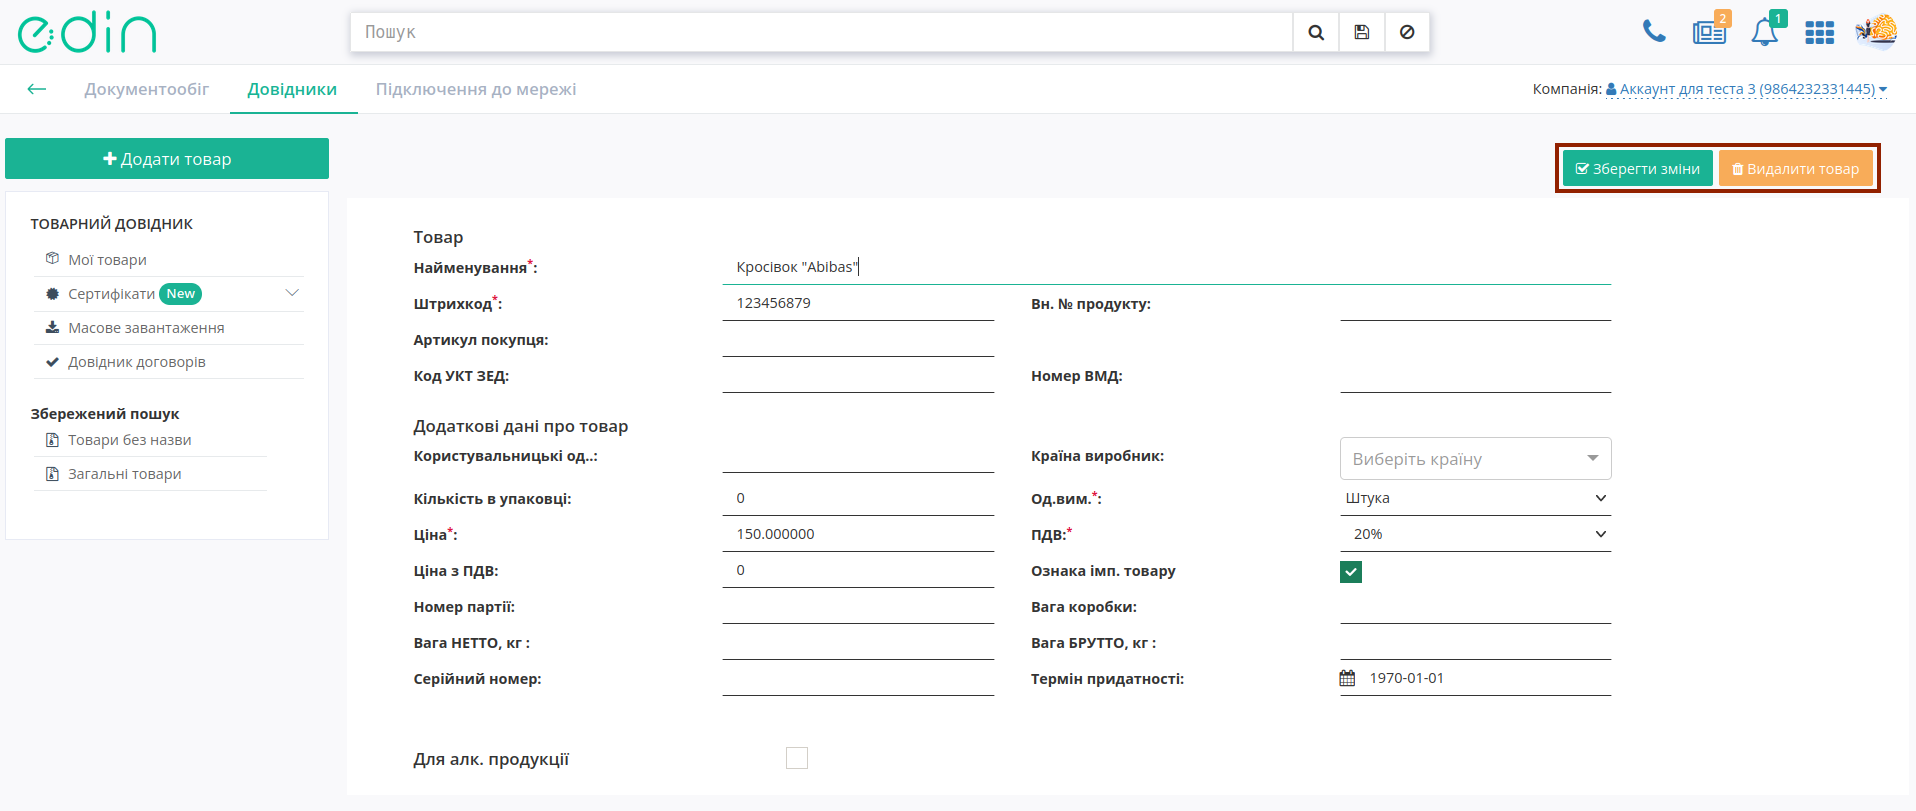 edin
Пошук
2
1
Документообіг Довідники Підключення до мережі
Компанія: Аккаунт для теста 3 (9864232331445)
Додати товар
Зберегти зміни Видалити товар
ТОВАРНИЙ ДОВІДНИК
Мої товари
Сертифікати New
Масове завантаження
Довідник договорів
Збережений пошук
Товари без назви
Загальні товари
Товар
Найменування*: Кросівок "Abibas"
Штрихкод*: 123456879 Вн. № продукту:
Артикул покупця:
Код УКТ ЗЕД: Номер ВМД:
Додаткові дані про товар
Користувальницькі од..: Країна виробник: Виберіть країну
Кількість в упаковці: 0 Од.вим.*: Штука
Ціна*: 150.000000 ПДВ:* 20%
Ціна з ПДВ: 0 Ознака імп. товару
Номер партії: Вага коробки:
Вага НЕТТО, кг : Вага БРУТТО, кг :
Серійний номер: Термін придатності: 1970-01-01
Для алк. продукції